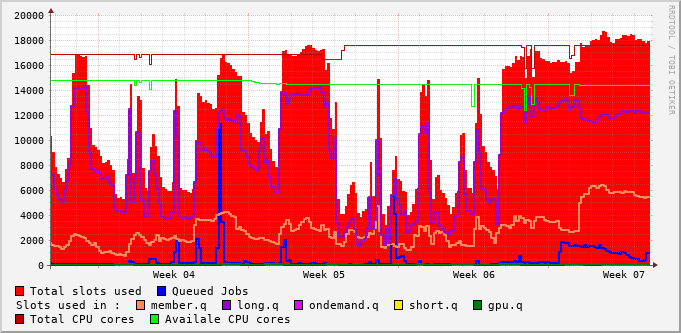 RRDTOOL / TOBI OETIKER
20000
18000
16000
14000
12000
10000
8000
6000
4000
2000
0
Week 04 Week 05 Week 06 Week 07
Total slots used Queued Jobs
Slots used in : member.q long.q ondemand.q short.q gpu.q
Total CPU cores Availale CPU cores